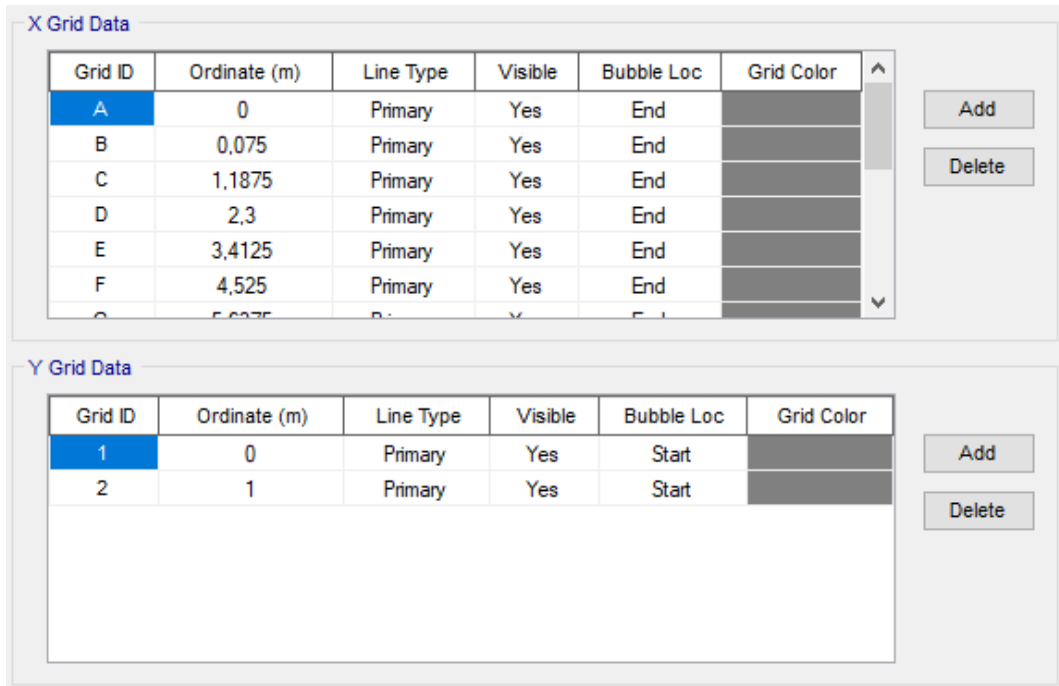 X Grid Data
Grid ID Ordinate (m) Line Type Visible Bubble Loc Grid Color
A 0 Primary Yes End
B 0,075 Primary Yes End
C 1,1875 Primary Yes End
D 2,3 Primary Yes End
E 3,4125 Primary Yes End
F 4,525 Primary Yes End
Add
Delete
Y Grid Data
Grid ID Ordinate (m) Line Type Visible Bubble Loc Grid Color
1 0 Primary Yes Start
2 1 Primary Yes Start
Add
Delete